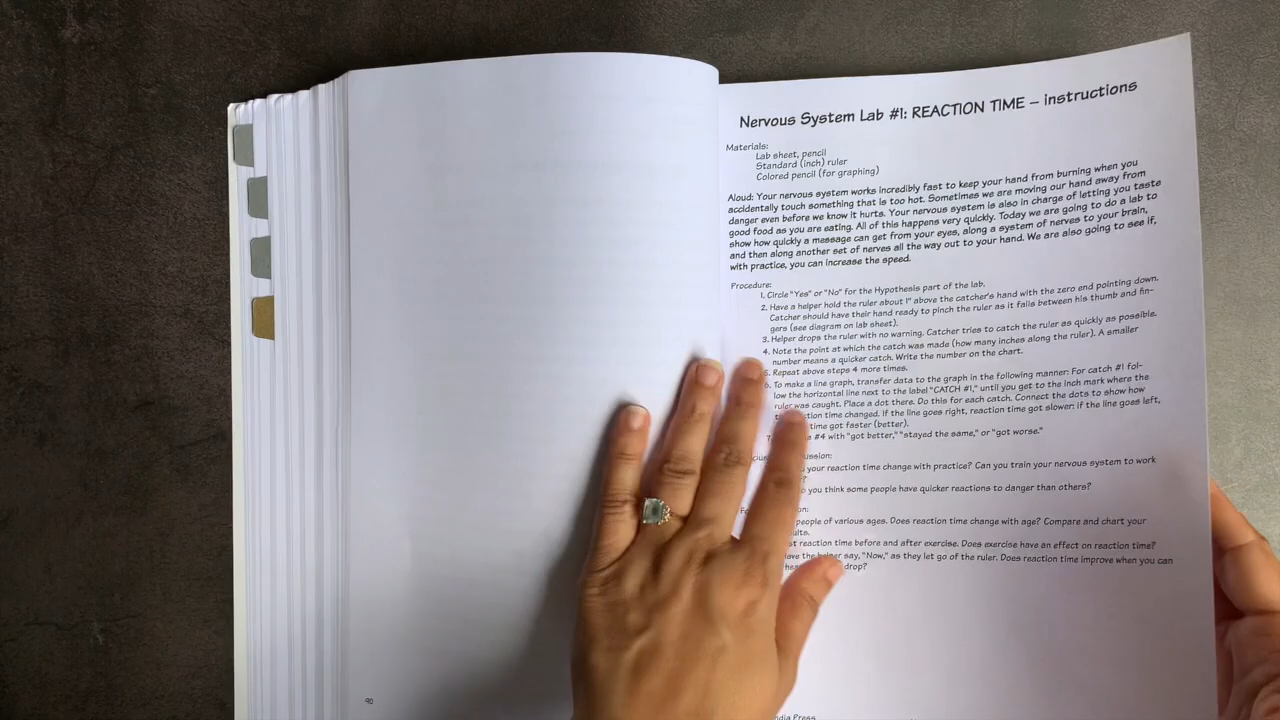 Nervous System Lab #1: REACTION TIME – instructions
Materials:
Lab sheet, pencil
Standard (inch) ruler
Colored pencil (for graphing)
Aloud: Your nervous system works incredibly fast to keep your hand from burning when you
accidentally touch something that is too hot. Sometimes we are moving our hand away from
danger even before we know it hurts. Your nervous system is also in charge of letting you taste
good food as you are eating. All of this happens very quickly. Today we are going to do a lab to
show how quickly a message can get from your eyes, along a system of nerves to your brain,
and then along another set of nerves all the way out to your hand. We are also going to see if,
with practice, you can increase the speed.
Procedure:
1. Circle "Yes" or "No" for the Hypothesis part of the lab.
2. Have a helper hold the ruler about 1" above the catcher's hand with the zero end pointing down.
Catcher should have their hand ready to pinch the ruler as it falls between his thumb and fin-
gers (see diagram on lab sheet).
3. Helper drops the ruler with no warning. Catcher tries to catch the ruler as quickly as possible.
4. Note the point at which the catch was made (how many inches along the ruler). A smaller
number means a quicker catch. Write the number on the chart.
5. Repeat above steps 4 more times.
6. To make a line graph, transfer data to the graph in the following manner: For catch #1 fol-
low the horizontal line next to the label "CATCH #1," until you get to the inch mark where the
ruler was caught. Place a dot there. Do this for each catch. Connect the dots to show how
reaction time changed. If the line goes right, reaction time got slower: if the line goes left,
time got faster (better).
7. #4 with "got better," "stayed the same," or "got worse."
your reaction time change with practice? Can you train your nervous system to work
you think some people have quicker reactions to danger than others?
people of various ages. Does reaction time change with age? Compare and chart your
reaction time before and after exercise. Does exercise have an effect on reaction time?
the helper say, "Now," as they let go of the ruler. Does reaction time improve when you can
drop?
90
Press